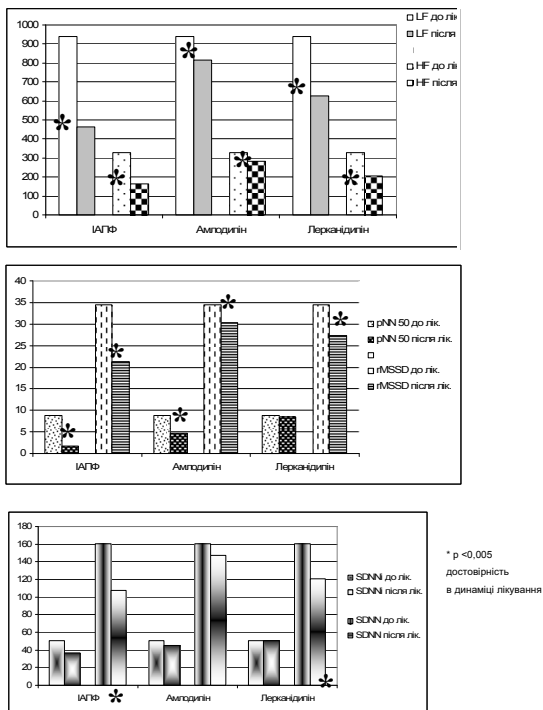 1000
900
800
700
600
500
400
300
200
100
0
ІАПФ Амлодипін Лерканідипін
LF до лік
LF після
HF до лік
HF після
40
35
30
25
20
15
10
5
0
ІАПФ Амлодипін Лерканідипін
pNN 50 до лік.
pNN 50 після лік.
rMSSD до лік.
rMSSD після лік.
180
160
140
120
100
80
60
40
20
0
ІАПФ Амлодипін Лерканідипін
SDNNi до лік.
SDNNi після лік.
SDNN до лік.
SDNN після лік.
* p <0,005
достовірність
в динаміці лікування